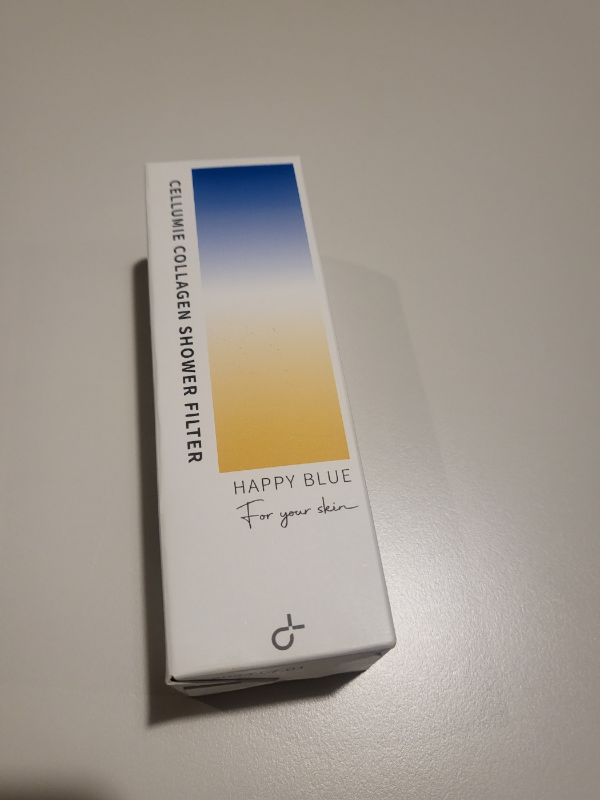 CELLUMIE COLLAGEN SHOWER FILTER
HAPPY BLUE
For your skin